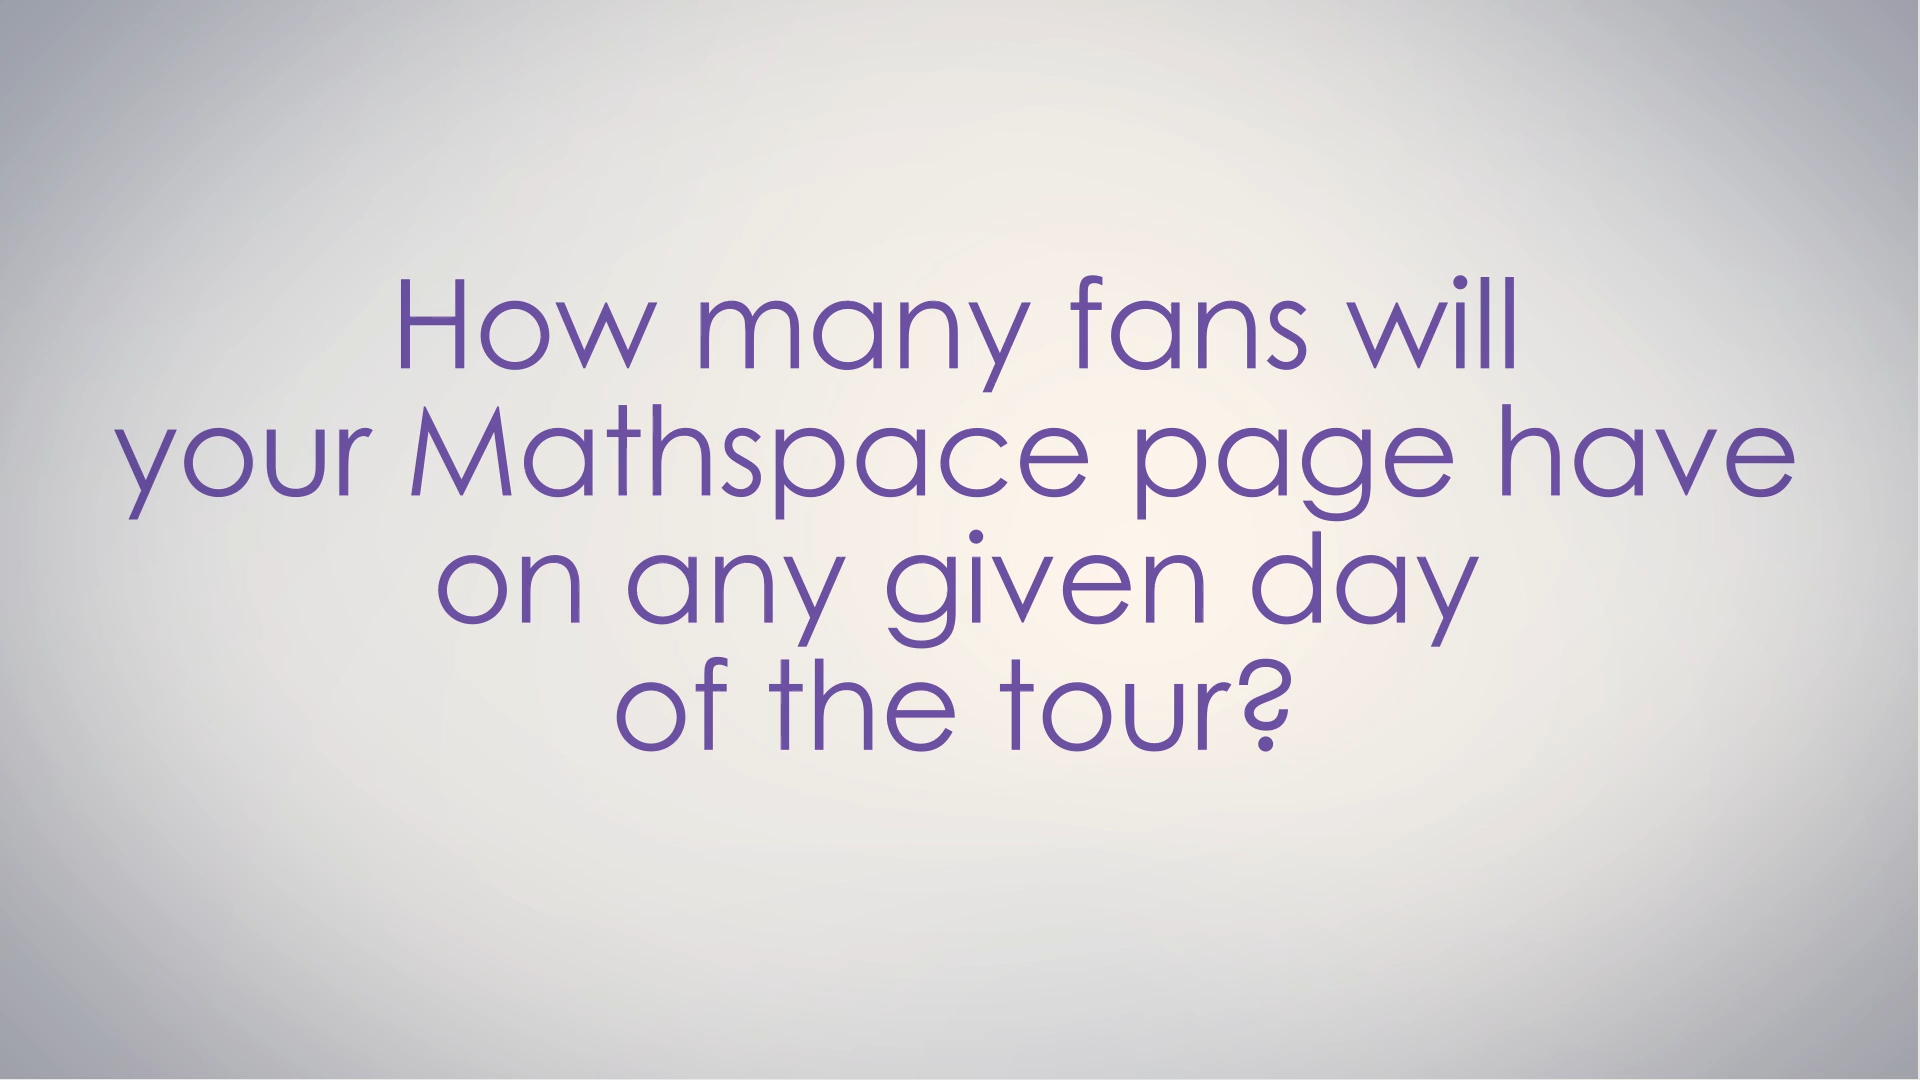 How many fans will
your Mathspace page have
on any given day
of the tour?